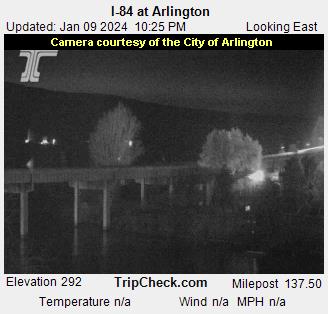 I-84 at Arlington
Updated: Jan 09 2024 10:25 PM Looking East
Camera courtesy of the City of Arlington
Elevation 292 TripCheck.com Milepost 137.50
Temperature n/a Wind n/a MPH n/a